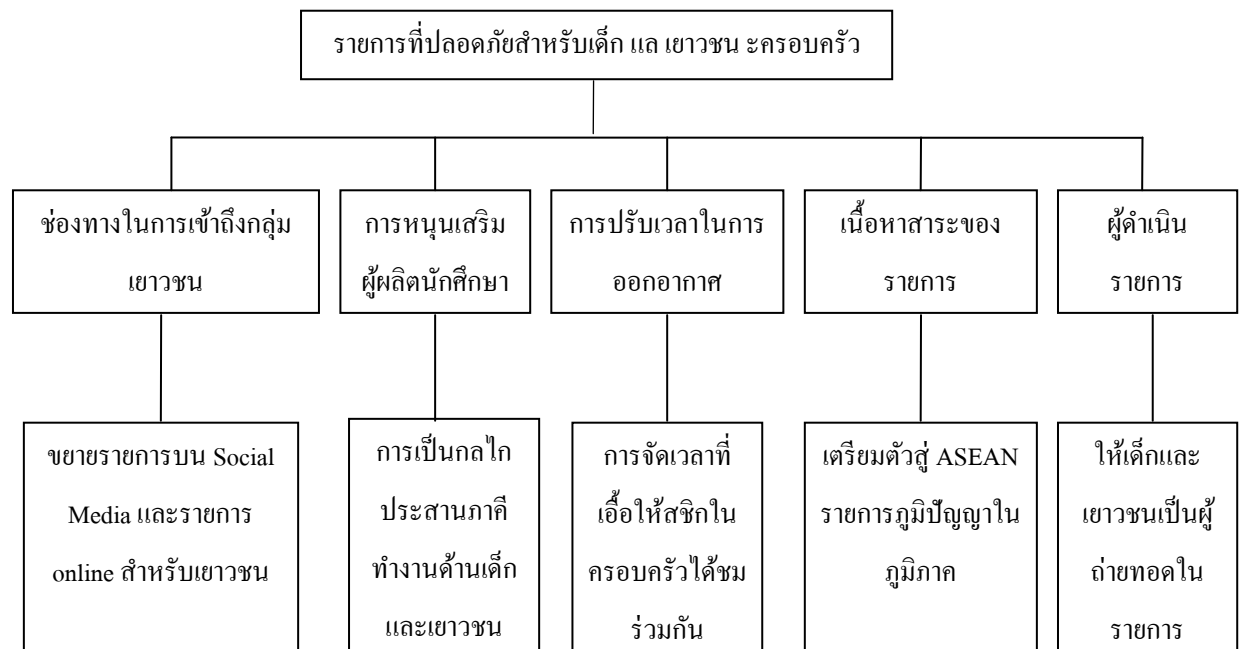 รายการที่ปลอดภัยสำหรับเด็ก แล เยาวชน ะครอบครัว
ช่องทางในการเข้าถึงกลุ่ม
เยาวชน
การหนุนเสริม
ผู้ผลิตนักศึกษา
การปรับเวลาในการ
ออกอากาศ
เนื้อหาสาระของ
รายการ
ผู้ดำเนิน
รายการ
ขยายรายการบน Social
Media และรายการ
online สำหรับเยาวชน
การเป็นกลไก
ประสานภาคี
ทำงานด้านเด็ก
และเยาวชน
การจัดเวลาที่
เอื้อให้สชิกใน
ครอบครัวได้ชม
ร่วมกัน
เตรียมตัวสู่ ASEAN
รายการภูมิปัญญาใน
ภูมิภาค
ให้เด็กและ
เยาวชนเป็นผู้
ถ่ายทอดใน
รายการ